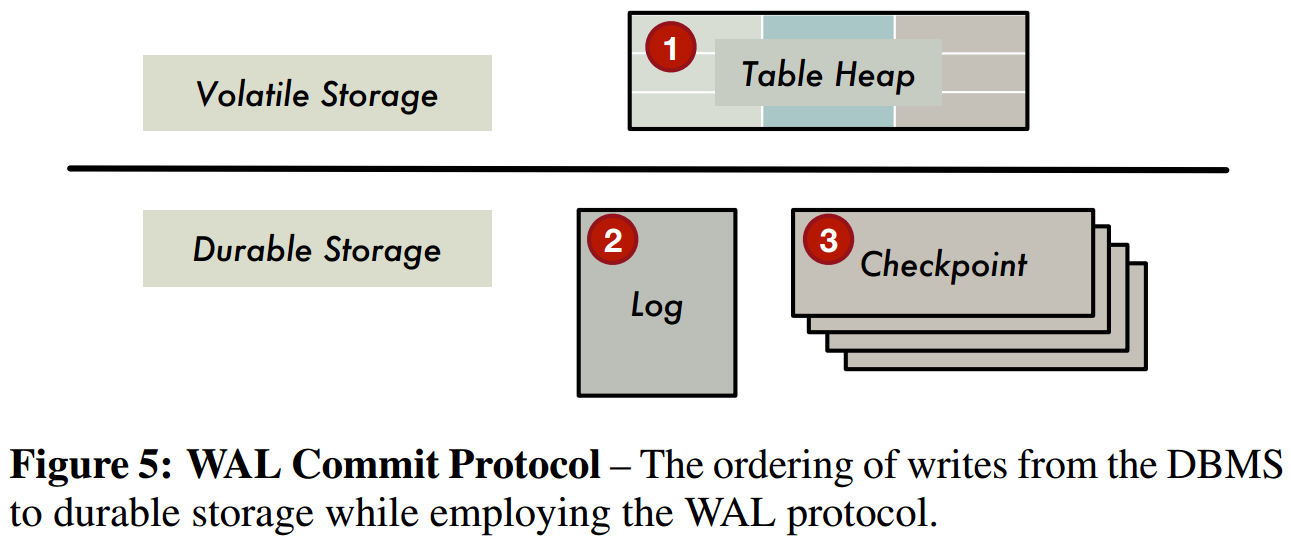 1
Table Heap
Volatile Storage
Durable Storage
2
Log
3
Checkpoint
Figure 5: WAL Commit Protocol – The ordering of writes from the DBMS
to durable storage while employing the WAL protocol.